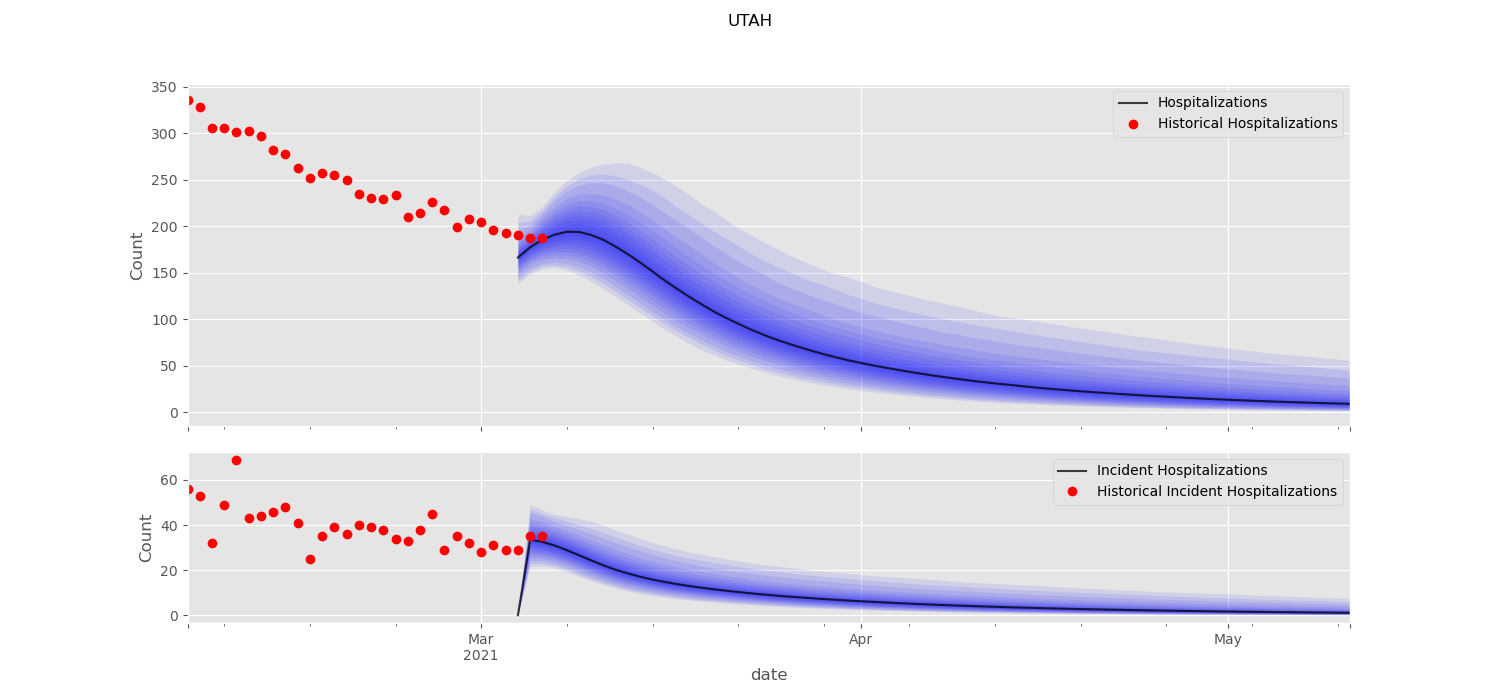 UTAH
350
300
250
200
150
100
50
0
Count
Hospitalizations
Historical Hospitalizations
60
40
20
0
Count
Incident Hospitalizations
Historical Incident Hospitalizations
Mar
2021
Apr
May
date